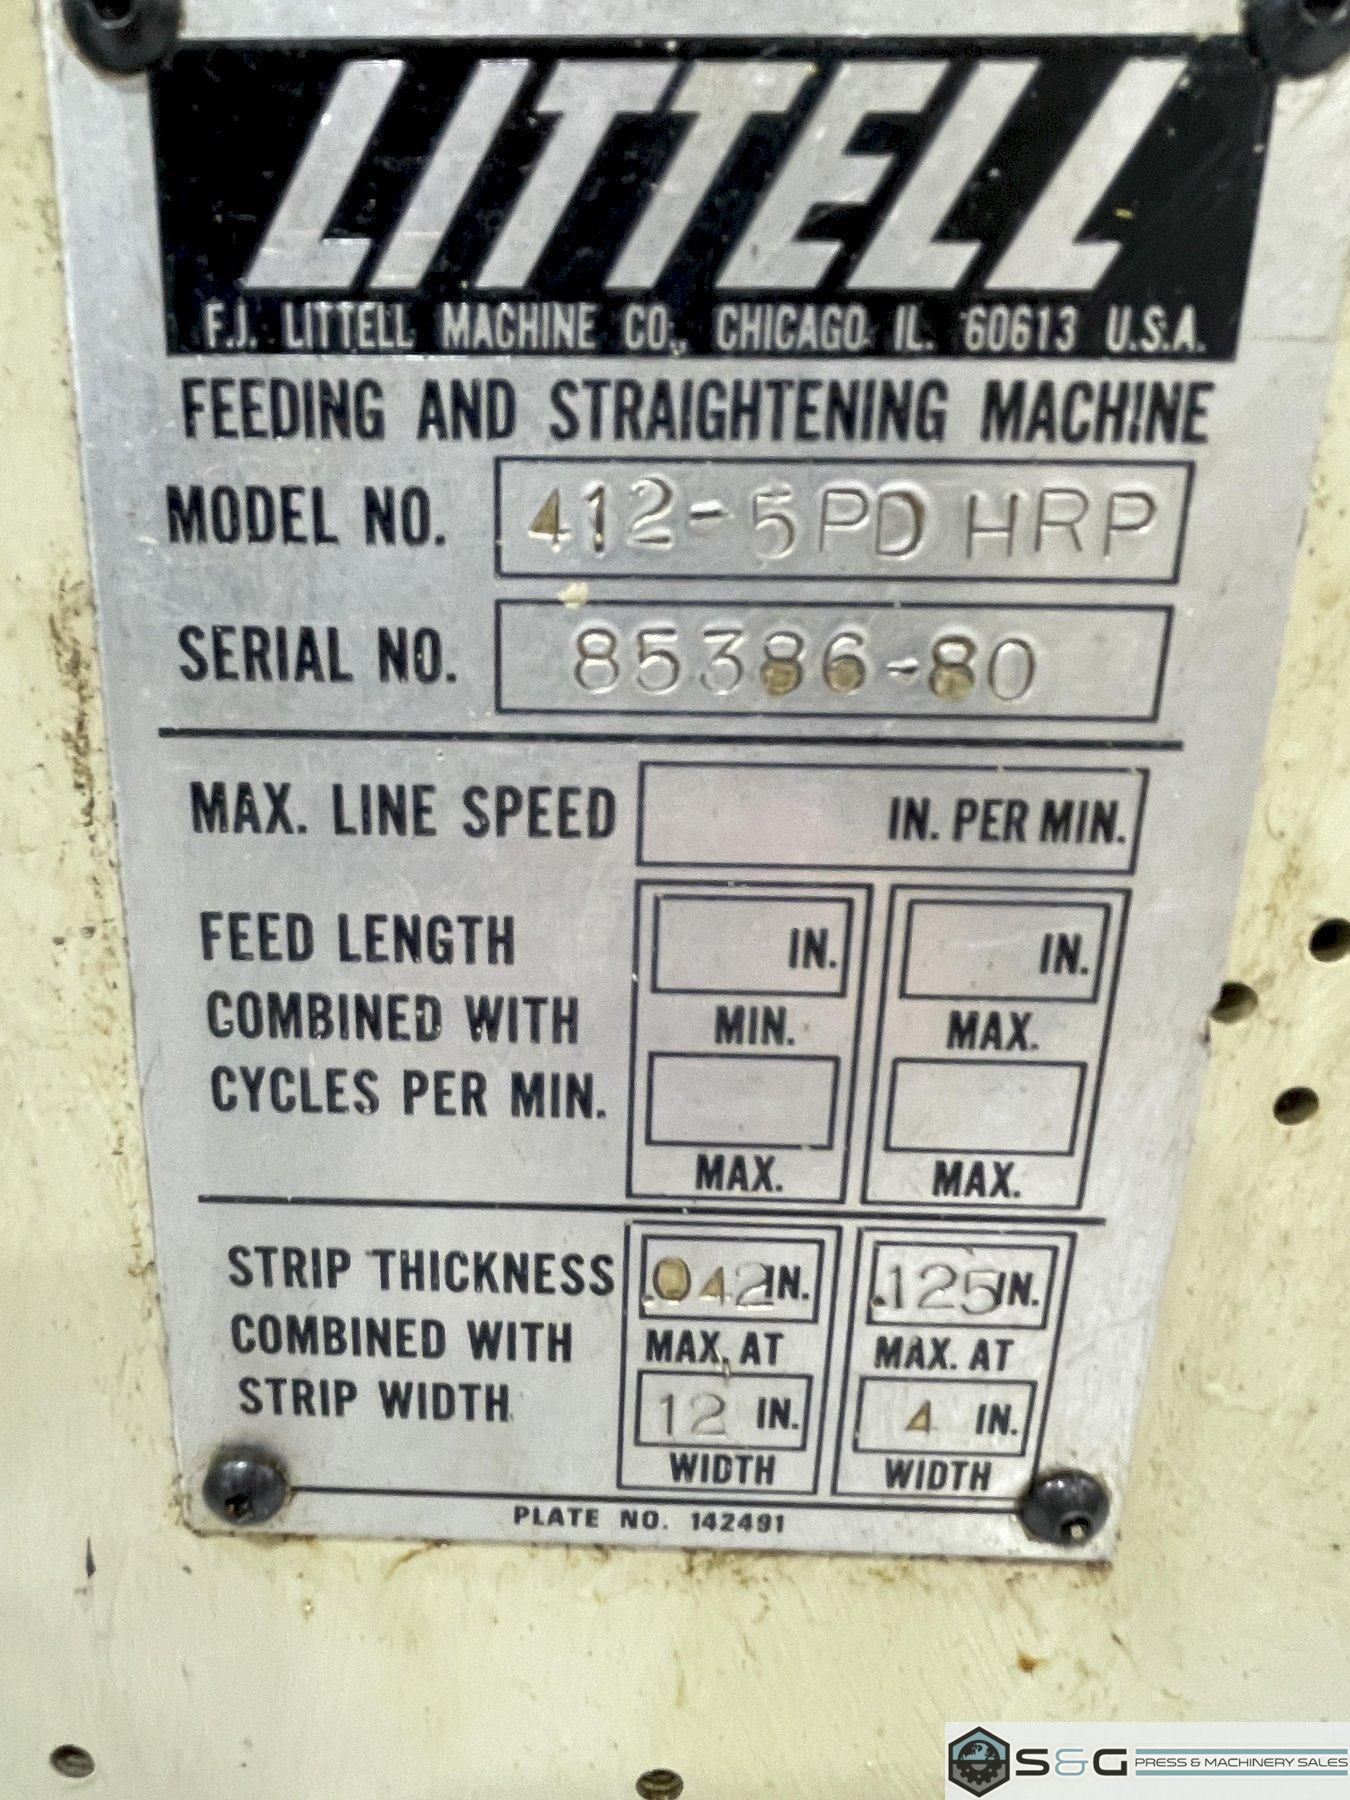 LITTELL
F.J. LITTELL MACHINE CO., CHICAGO IL. 60613 U.S.A.
FEEDING AND STRAIGHTENING MACHINE
MODEL NO. 412-5PD HRP
SERIAL NO. 85386-80
MAX. LINE SPEED IN. PER MIN.
FEED LENGTH IN. IN.
COMBINED WITH MIN. MAX.
CYCLES PER MIN.
MAX. MAX.
STRIP THICKNESS .042 IN. .125 IN.
COMBINED WITH MAX. AT MAX. AT
STRIP WIDTH 12 IN. 4 IN.
WIDTH WIDTH
PLATE NO. 142491
S&G PRESS & MACHINERY SALES